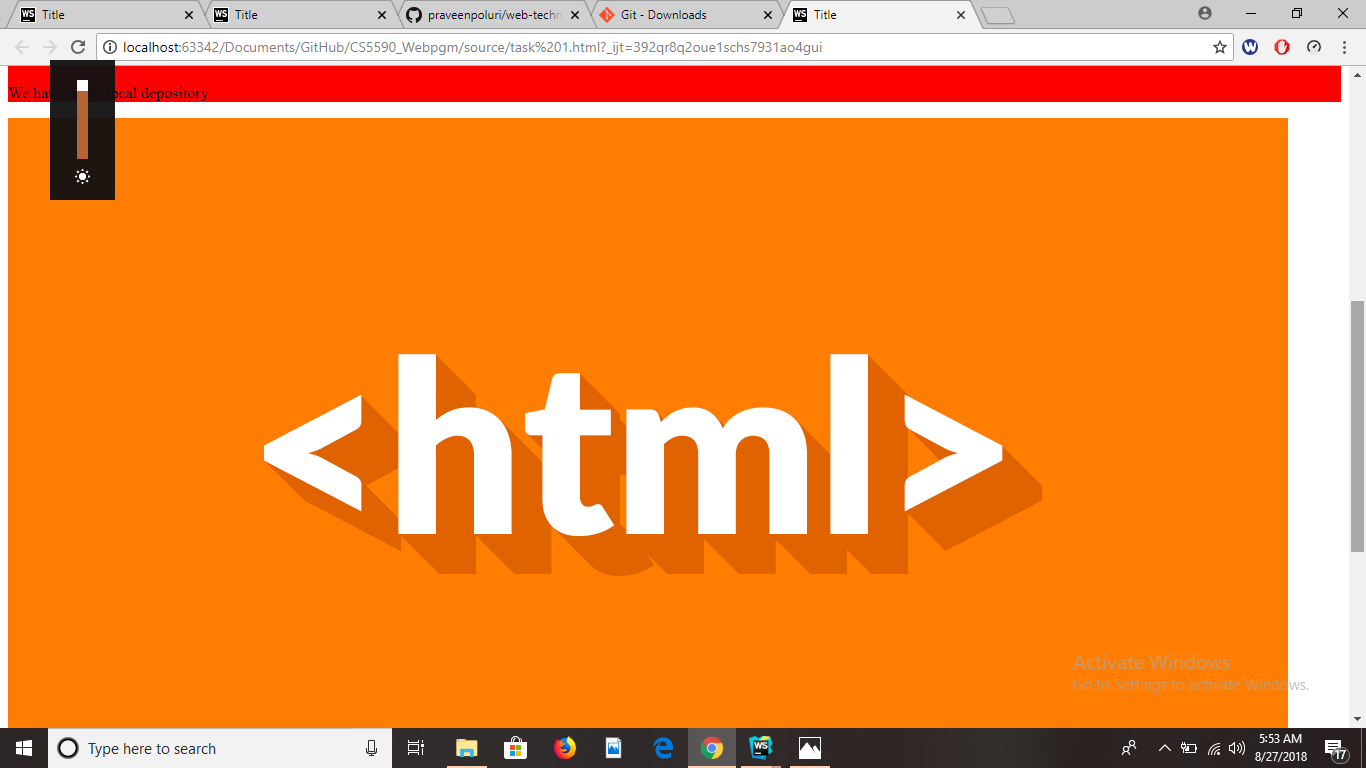 Title
Title
praveenpoluri/web-techn
Git - Downloads
Title
localhost:63342/Documents/GitHub/CS5590_Webpgm/source/task%201.html?_ijt=392qr8q2oue1schs7931ao4gui
We ha local depository
<html>
Activate Windows
Go to Settings to activate Windows.
Type here to search
5:53 AM
8/27/2018
17